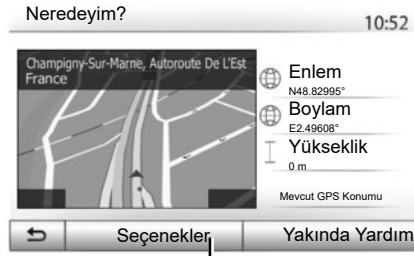 Neredeyim?
10:52
Champigny-Sur-Marne, Autoroute De L'Est
France
Enlem
N48.82995°
Boylam
E2.49608°
Yükseklik
0 m
Mevcut GPS Konumu
Seçenekler
Yakında Yardım